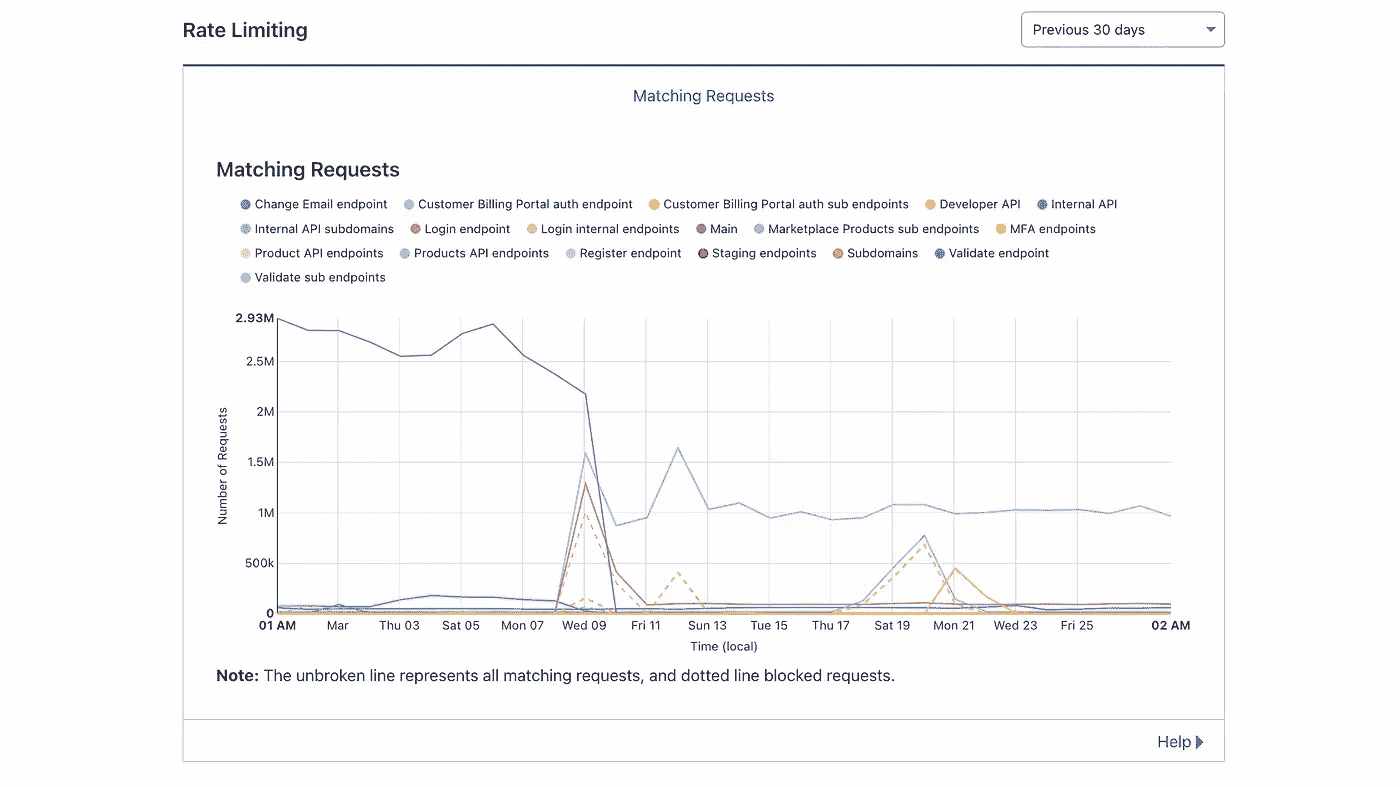 Rate Limiting
Previous 30 days
Matching Requests
Matching Requests
Change Email endpoint Customer Billing Portal auth endpoint Customer Billing Portal auth sub endpoints Developer API Internal API
Internal API subdomains Login endpoint Login internal endpoints Main Marketplace Products sub endpoints MFA endpoints
Product API endpoints Products API endpoints Register endpoint Staging endpoints Subdomains Validate endpoint
Validate sub endpoints
2.93M
2.5M
2M
1.5M
1M
500k
0
Number of Requests
01 AM Mar Thu 03 Sat 05 Mon 07 Wed 09 Fri 11 Sun 13 Tue 15 Thu 17 Sat 19 Mon 21 Wed 23 Fri 25 02 AM
Time (local)
Note: The unbroken line represents all matching requests, and dotted line blocked requests.
Help